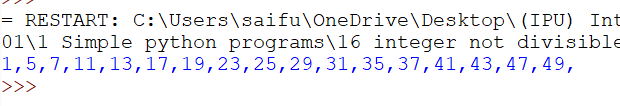 >>>
= RESTART: C:\Users\saifu\OneDrive\Desktop\(IPU) Int
01\1 Simple python programs\16 integer not divisible
1,5,7,11,13,17,19,23,25,29,31,35,37,41,43,47,49,
>>>